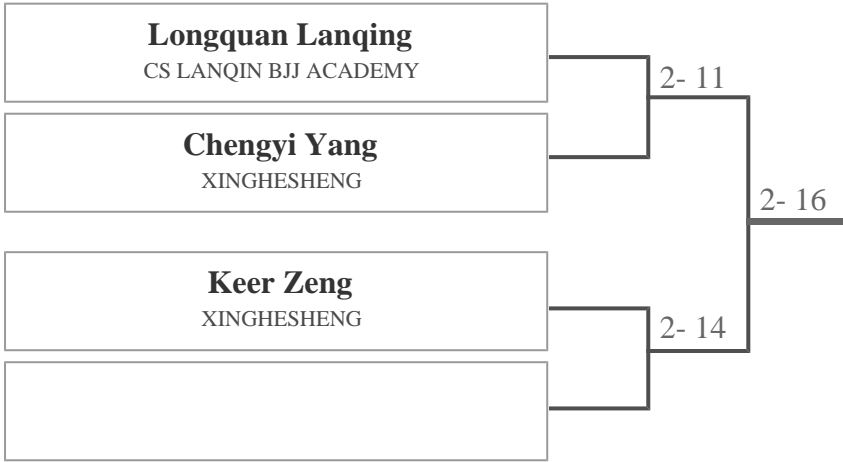 Longquan Lanqing
CS LANQIN BJJ ACADEMY
2- 11
Chengyi Yang
XINGHESHENG
2- 16
Keer Zeng
XINGHESHENG
2- 14